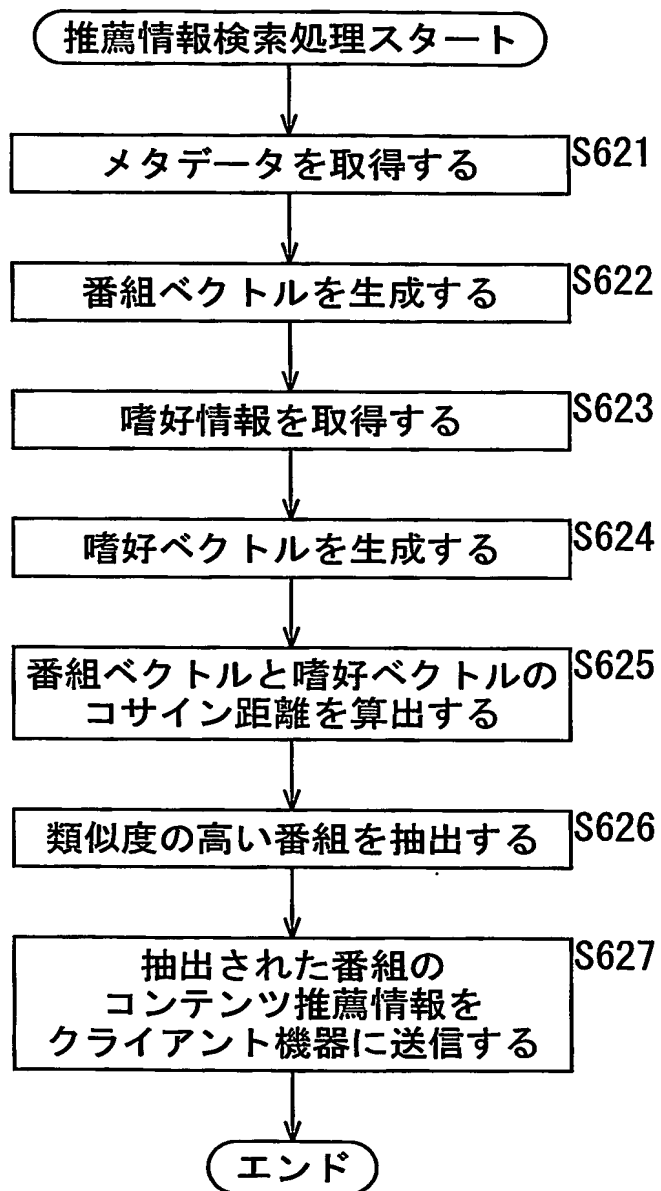 推薦情報検索処理スタート
メタデータを取得する
S621
番組ベクトルを生成する
S622
嗜好情報を取得する
S623
嗜好ベクトルを生成する
S624
番組ベクトルと嗜好ベクトルの
コサイン距離を算出する
S625
類似度の高い番組を抽出する
S626
抽出された番組の
コンテンツ推薦情報を
クライアント機器に送信する
S627
エンド